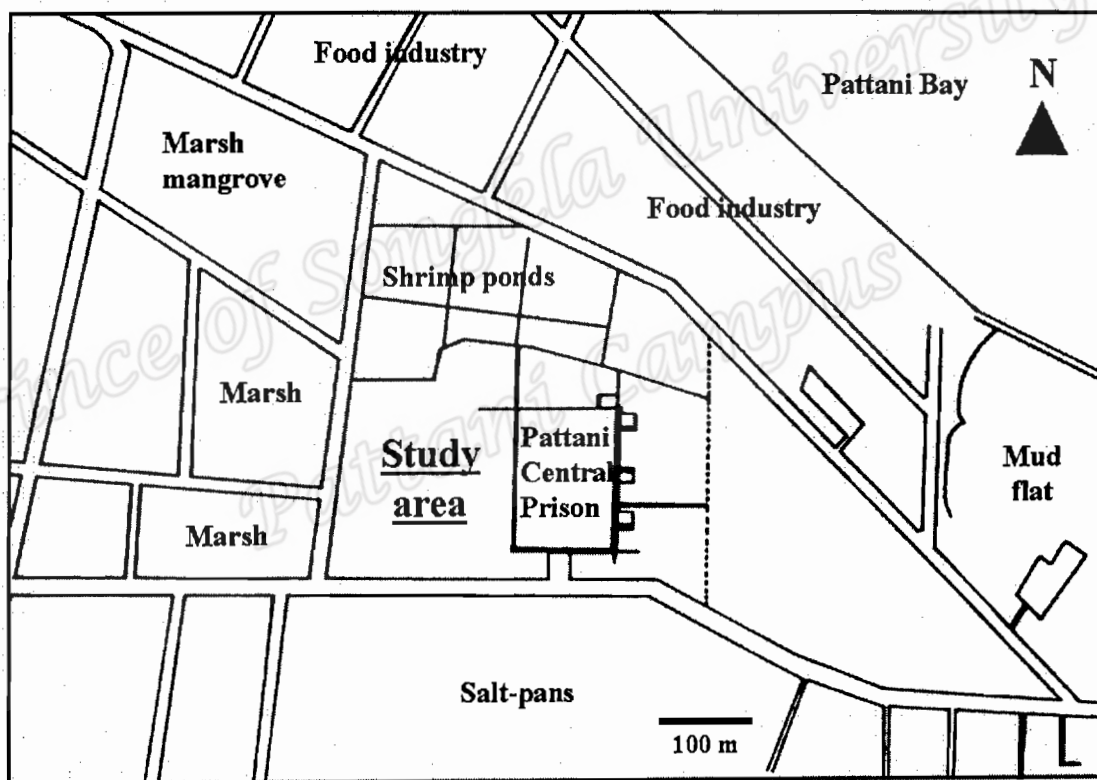 Food industry
Pattani Bay
N
Marsh
mangrove
Food industry
Shrimp ponds
Marsh
Study
area
Pattani
Central
Prison
Mud
flat
Marsh
Salt-pans
100 m
Prince of Songkla University
Pattani Campus